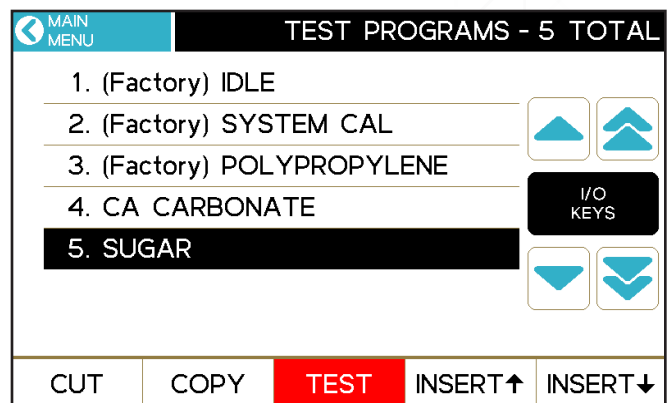 MAIN
MENU
TEST PROGRAMS - 5 TOTAL
1. (Factory) IDLE
2. (Factory) SYSTEM CAL
3. (Factory) POLYPROPYLENE
4. CA CARBONATE
5. SUGAR
I/O
KEYS
CUT
COPY
TEST
INSERT↑
INSERT↓